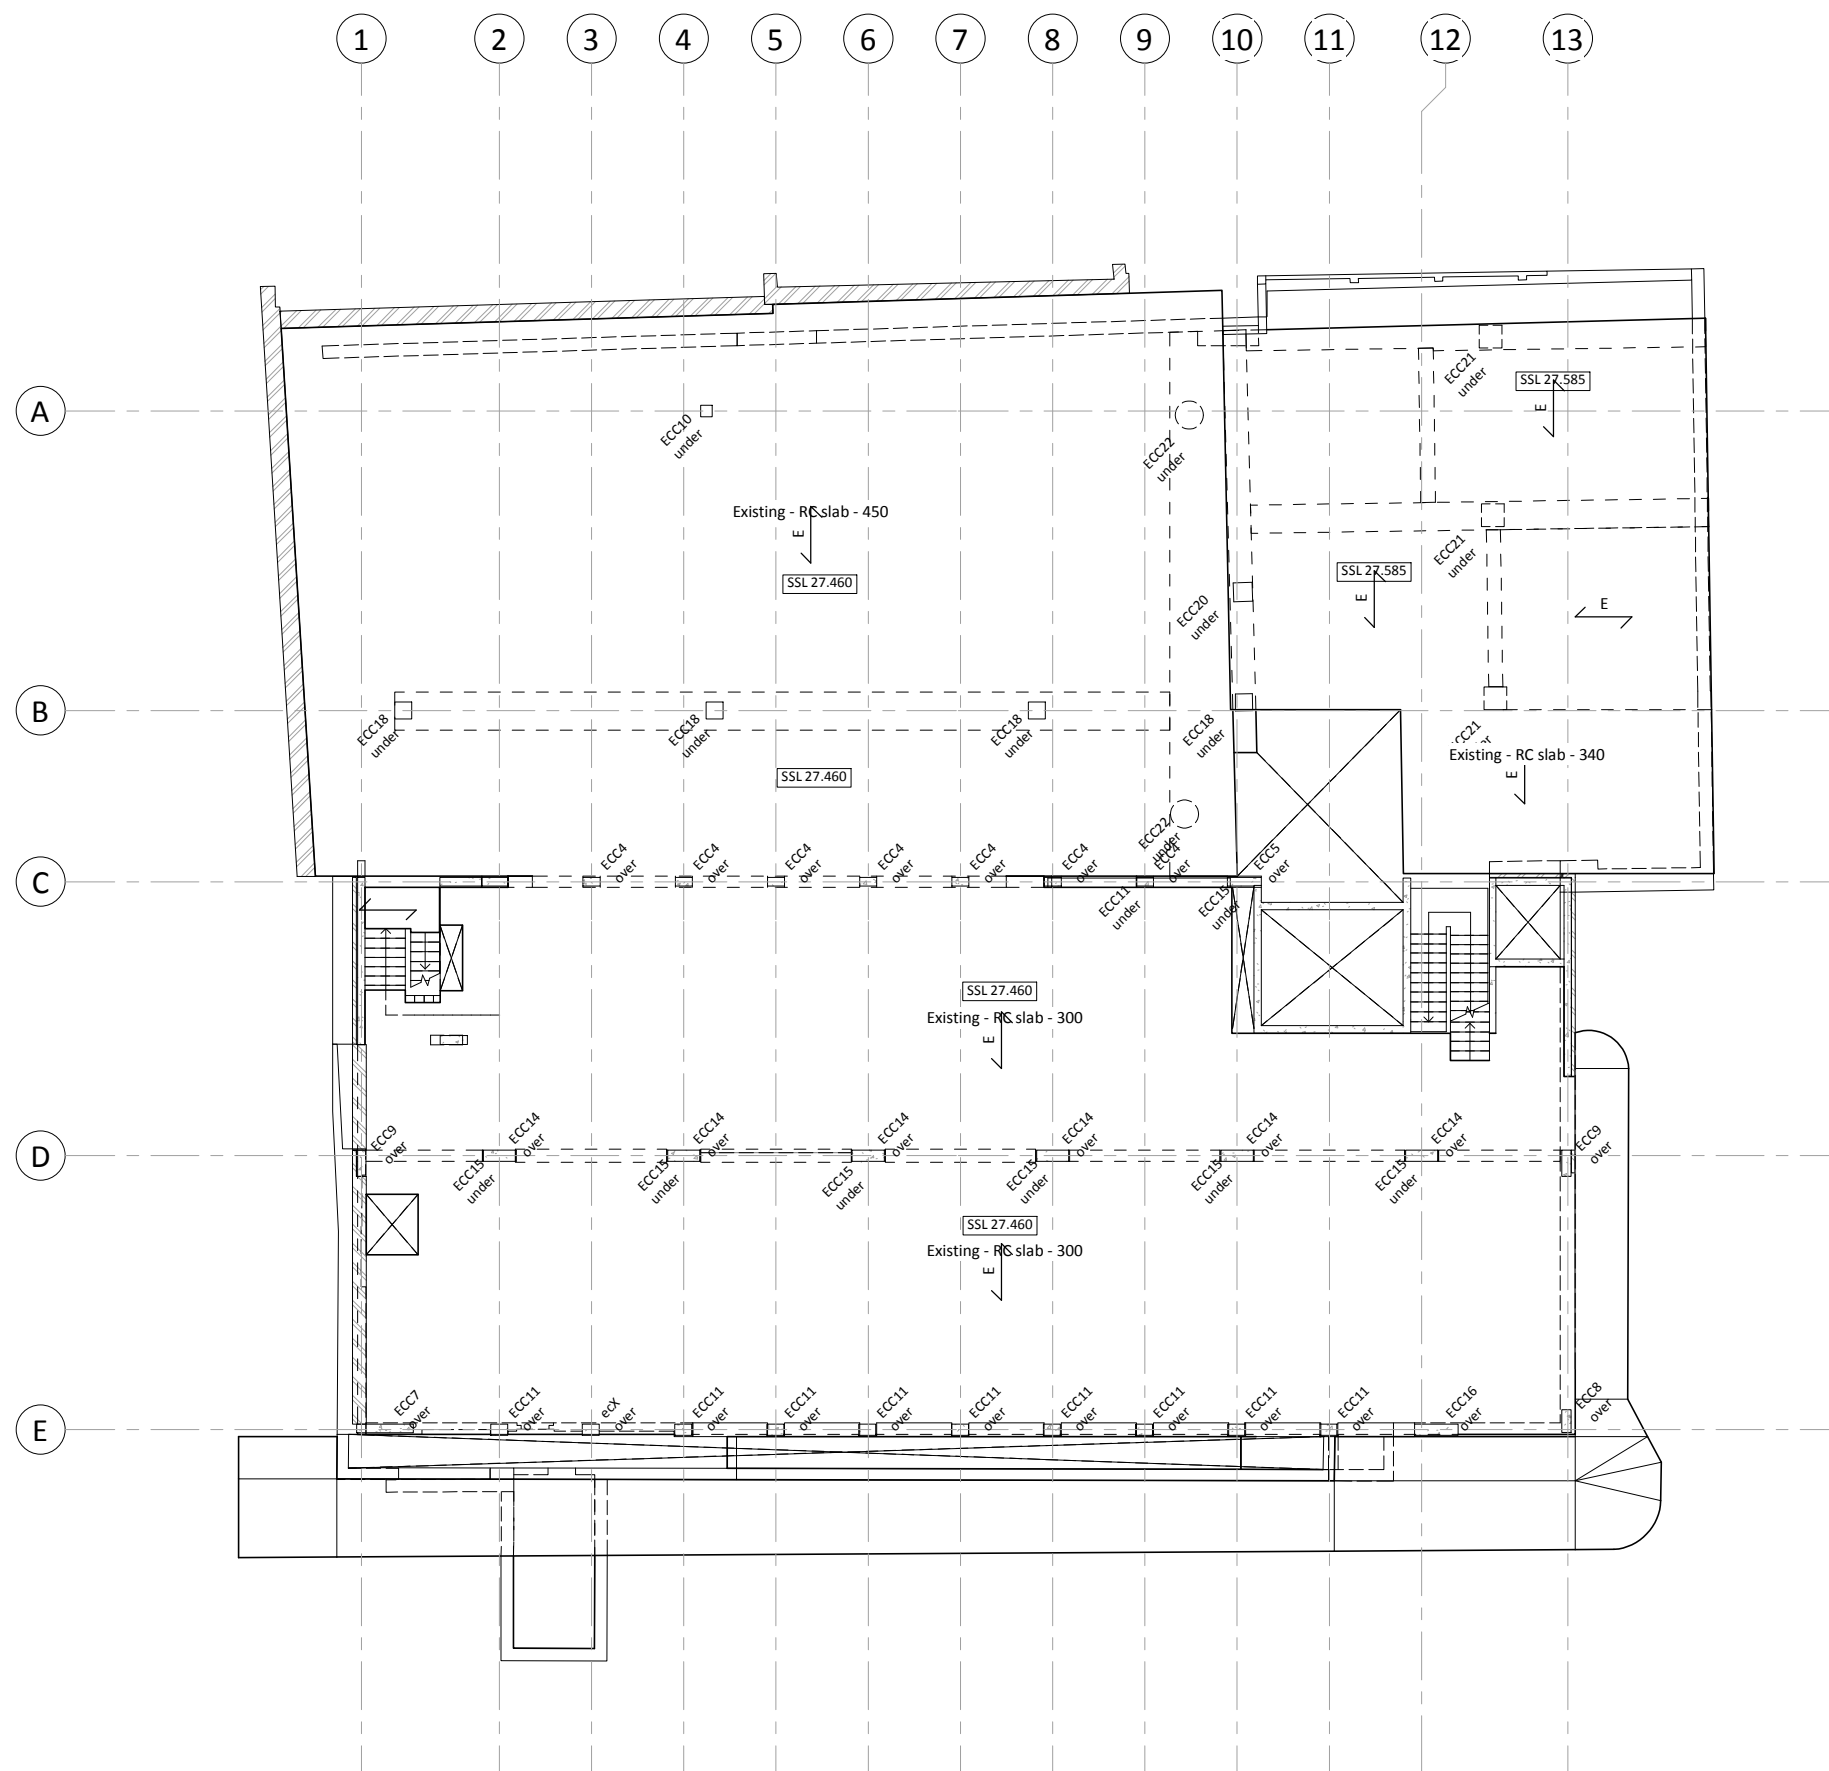 1 2 3 4 5 6 7 8 9 10 11 12 13
A
ECC10
under
ECC22
under
ECC21
under
SSL 27.585
E
Existing - RC slab - 450
E
SSL 27.460
ECC21
under
SSL 27.585
E
E
ECC20
under
B
ECC18
under
ECC18
under
ECC18
under
ECC18
under
ECC21
Existing - RC slab - 340
E
SSL 27.460
ECC22
under
C
ECC4
over
ECC4
over
ECC4
over
ECC4
over
ECC4
over
ECC4
over
ECC4
over
ECC5
over
ECC11
under
ECC15
under
SSL 27.460
Existing - RC slab - 300
E
D
ECC9
over
ECC14
over
ECC14
over
ECC14
over
ECC14
over
ECC14
over
ECC14
over
ECC9
over
ECC15
under
ECC15
under
ECC15
under
ECC15
under
ECC15
under
ECC15
under
SSL 27.460
Existing - RC slab - 300
E
E
ECC7
over
ECC11
over
ecX
over
ECC11
over
ECC11
over
ECC11
over
ECC11
over
ECC11
over
ECC11
over
ECC11
over
ECC11
over
ECC16
over
ECC8
over